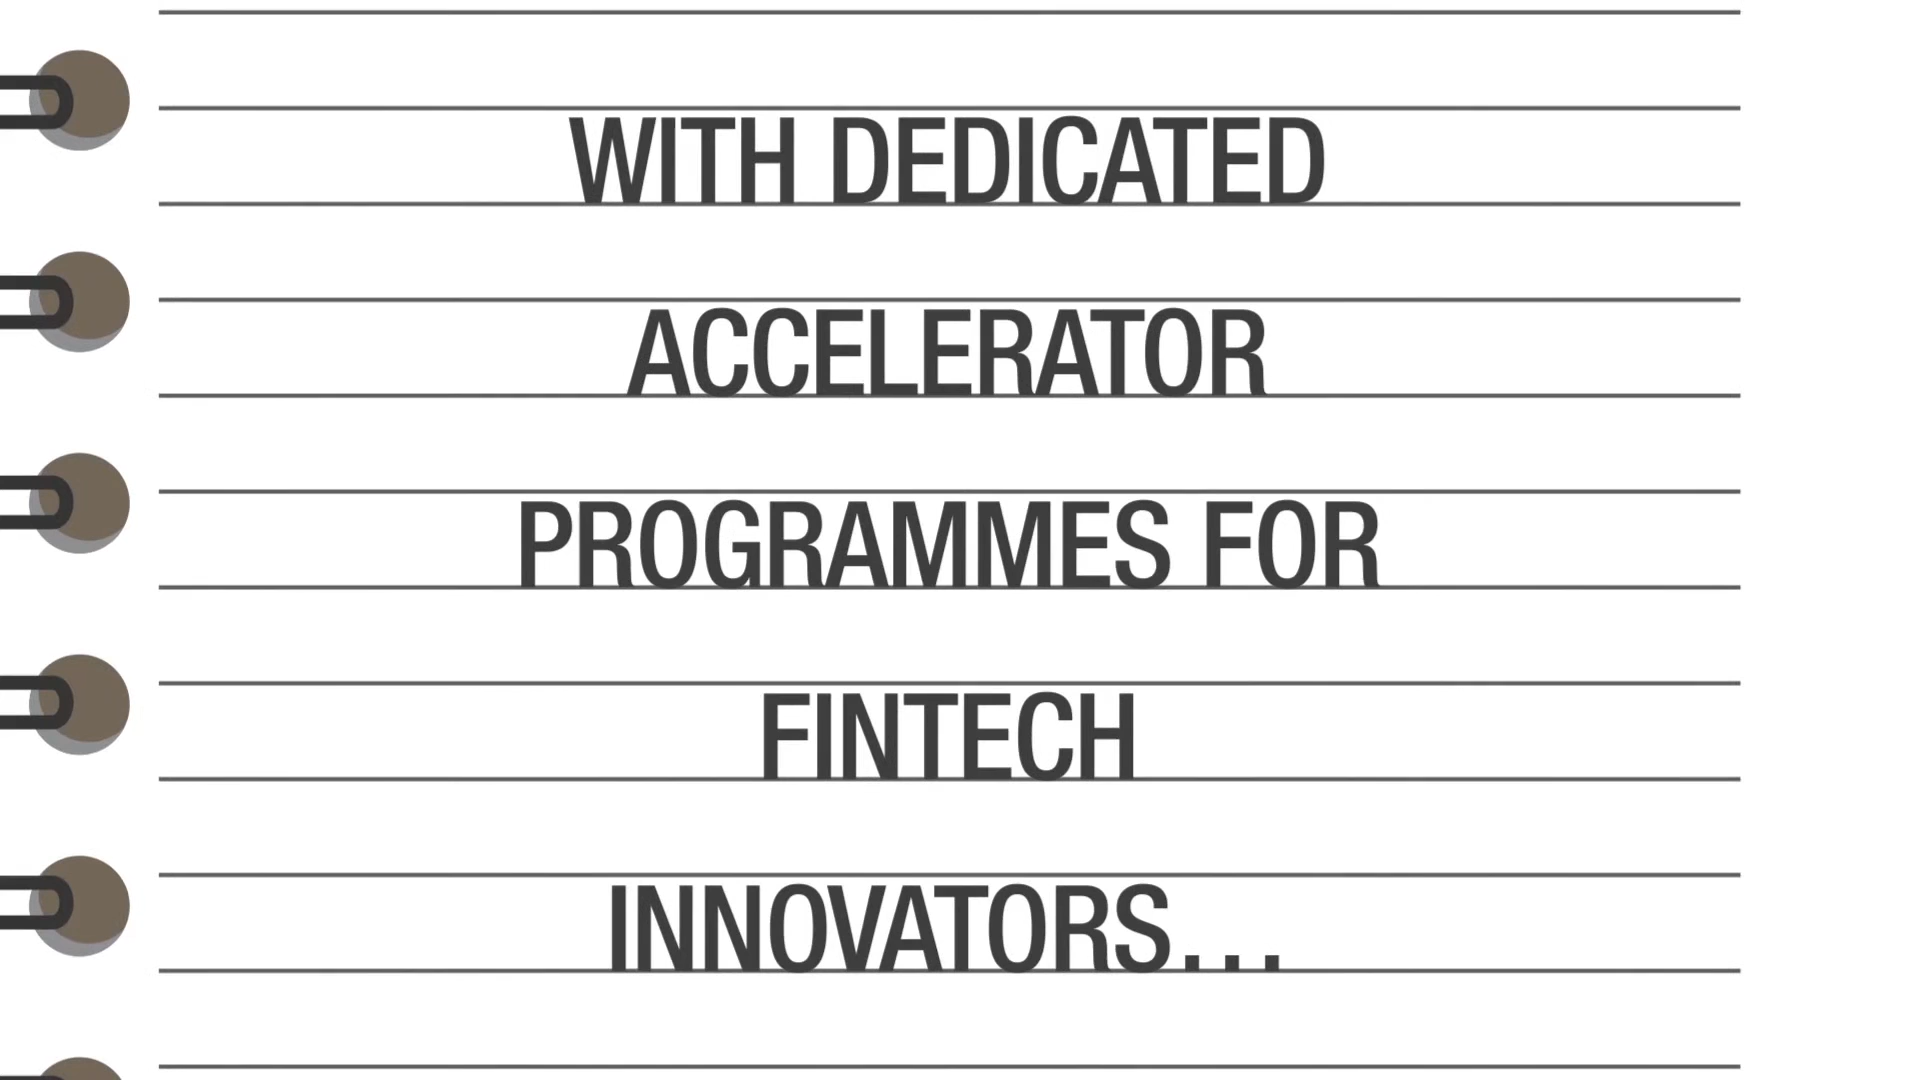 WITH DEDICATED
ACCELERATOR
PROGRAMMES FOR
FINTECH
INNOVATORS...